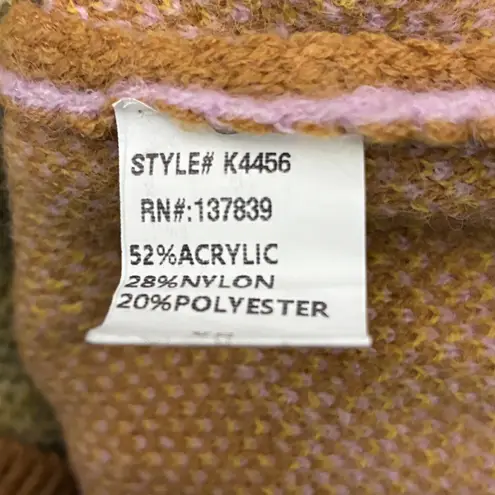 STYLE# K4456
RN#:137839
52%ACRYLIC
28%NYLON
20%POLYESTER